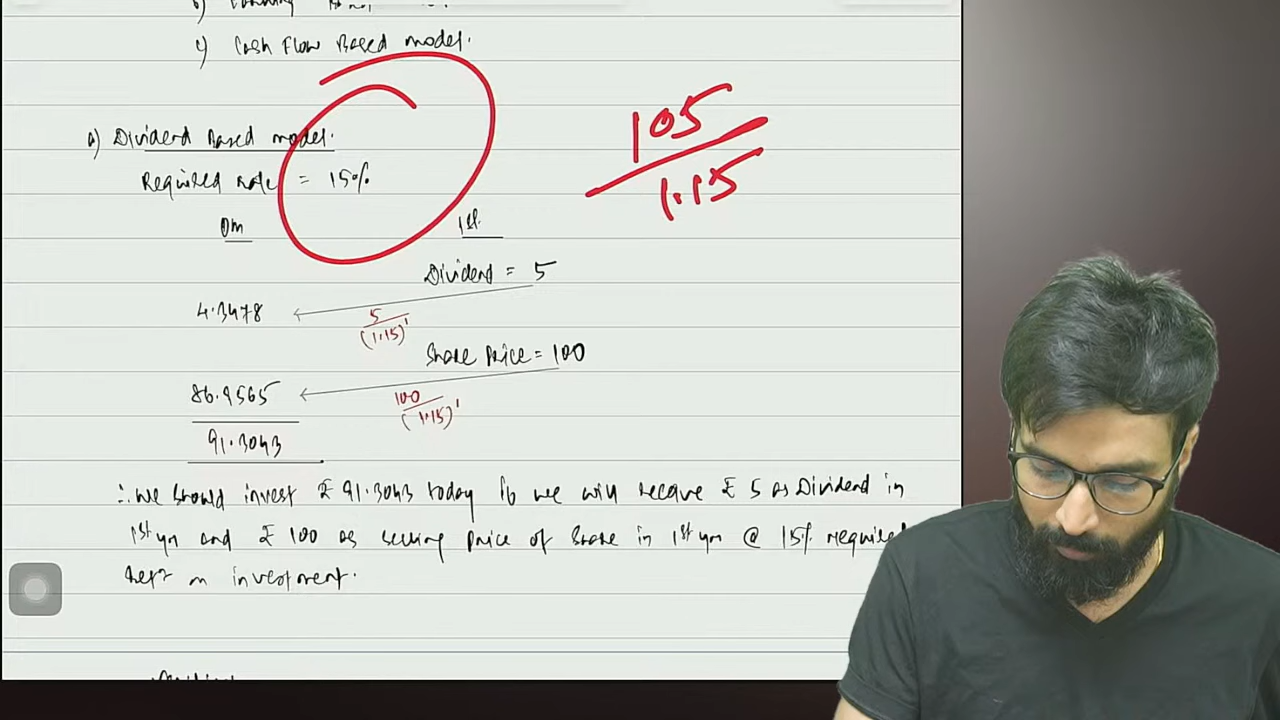 c) Cash Flow Based model.
a) Dividend Based model.
Required rate = 15%
105
1.15
0m
1st.
Dividend = 5
4.3478
5
(1.15)¹
Share Price = 100
86.9565
100
(1.15)¹
91.3043
∴ We should invest ₹ 91.3043 today if we will receive ₹ 5 as Dividend in
1st yr and ₹ 100 as selling price of share in 1st yr @ 15%
on investment.